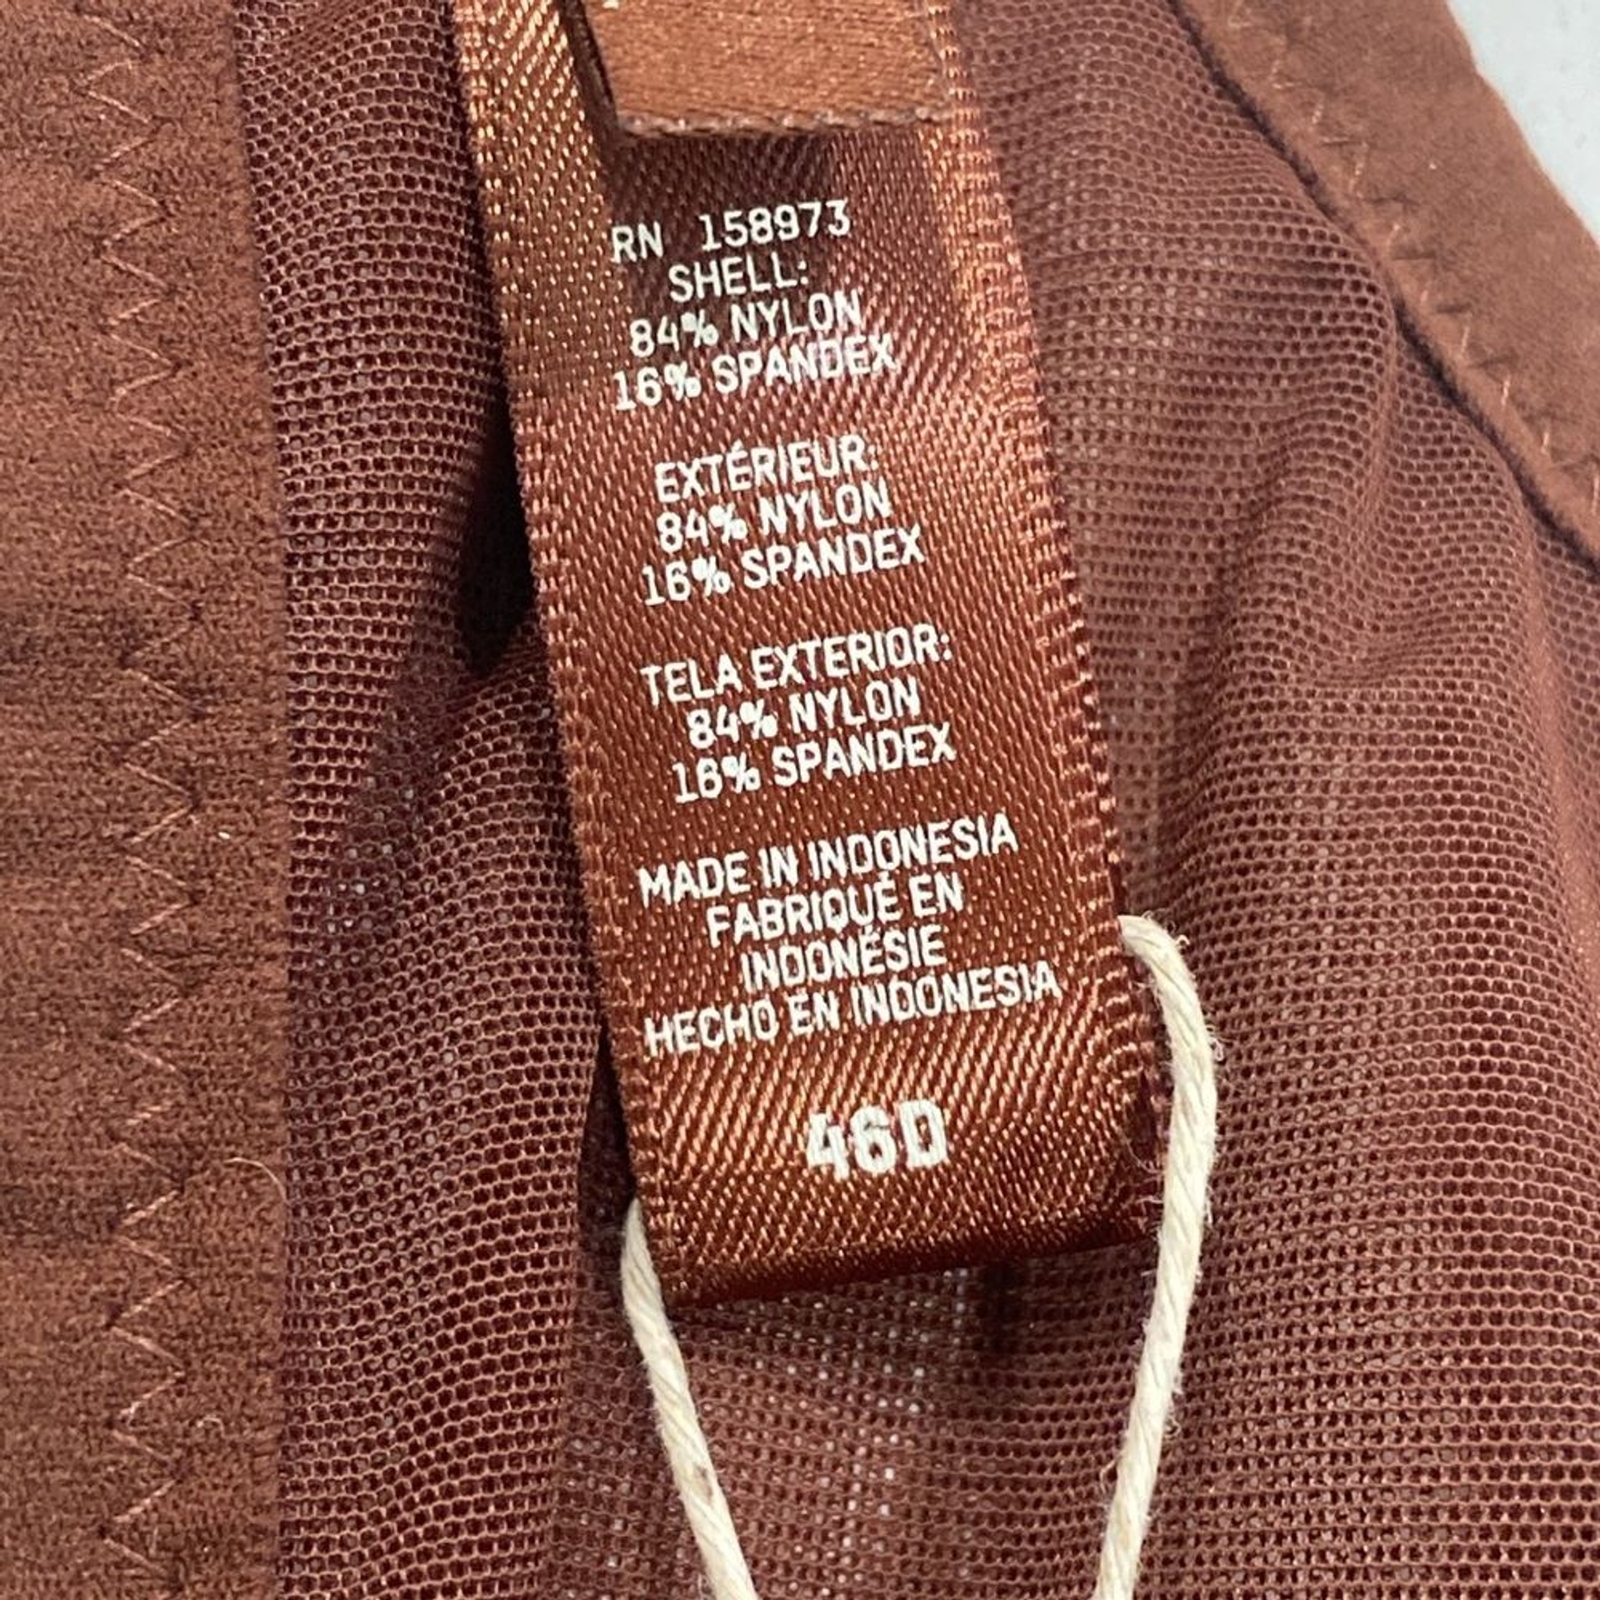 RN 158973
SHELL:
84% NYLON
16% SPANDEX
EXTÉRIEUR:
84% NYLON
16% SPANDEX
TELA EXTERIOR:
84% NYLON
16% SPANDEX
MADE IN INDONESIA
FABRIQUÉ EN
INDONÉSIE
HECHO EN INDONESIA
46D